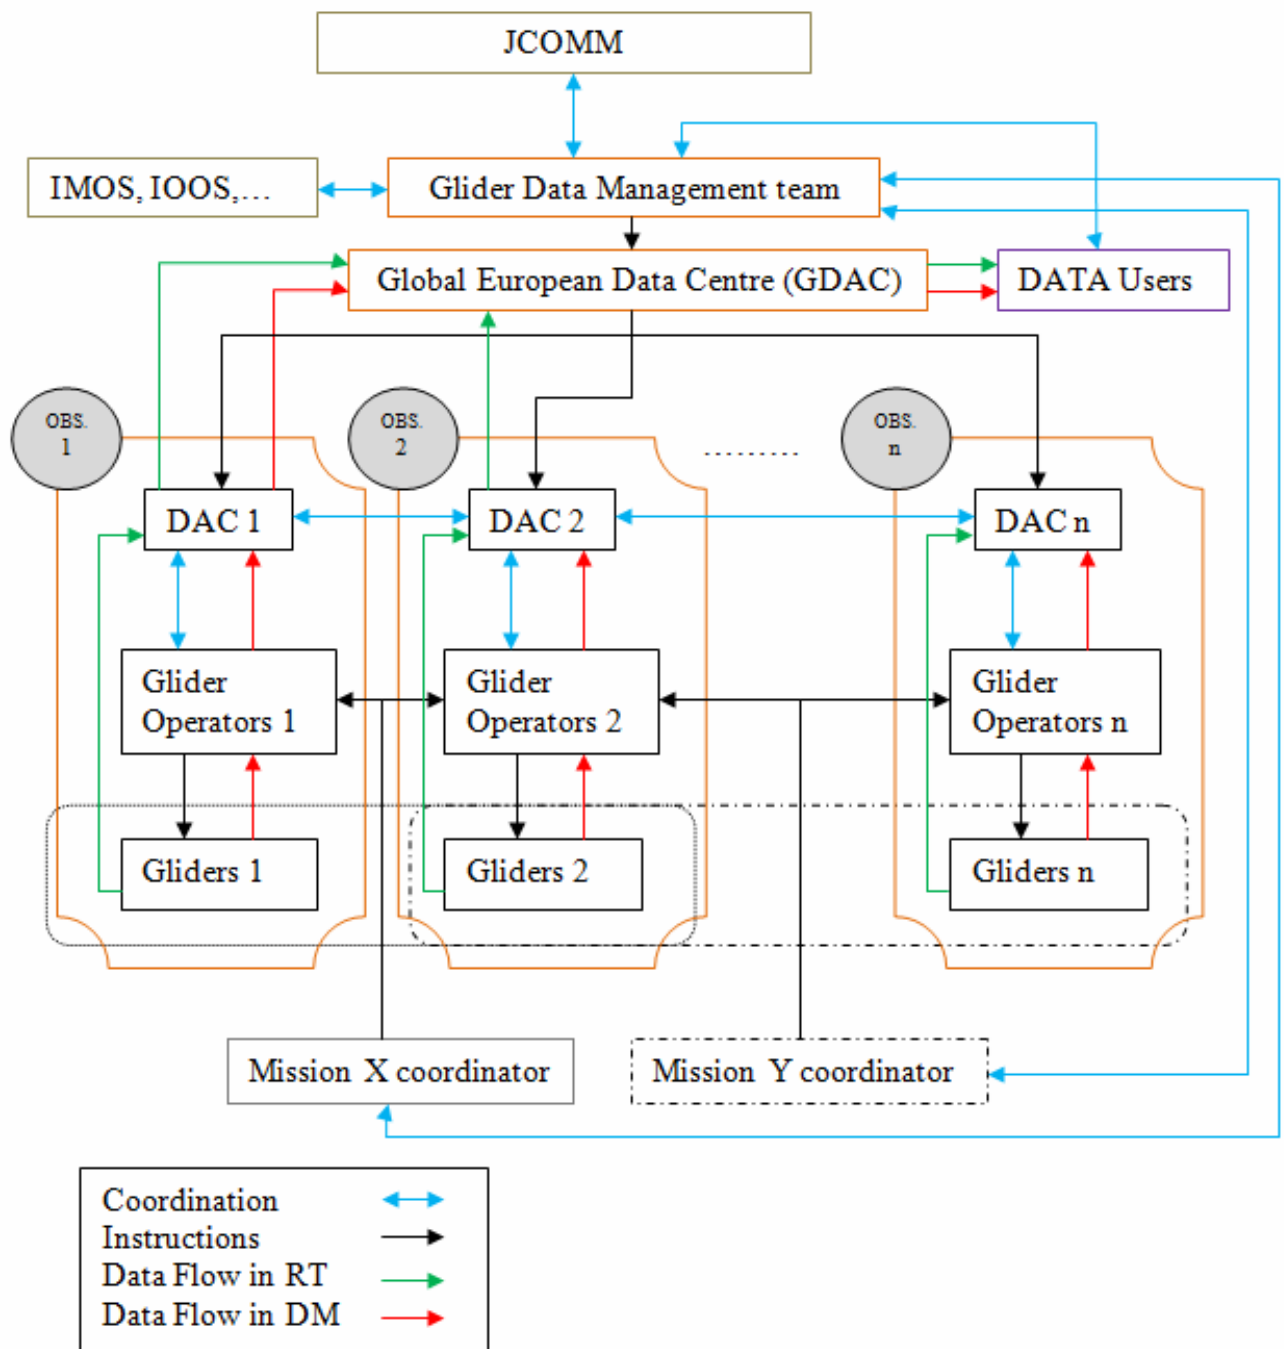 JCOMM
IMOS, IOOS,...
Glider Data Management team
Global European Data Centre (GDAC)
DATA Users
OBS.
1
OBS.
2
.........
OBS.
n
DAC 1
DAC 2
DAC n
Glider
Operators 1
Glider
Operators 2
Glider
Operators n
Gliders 1
Gliders 2
Gliders n
Mission X coordinator
Mission Y coordinator
Coordination
Instructions
Data Flow in RT
Data Flow in DM